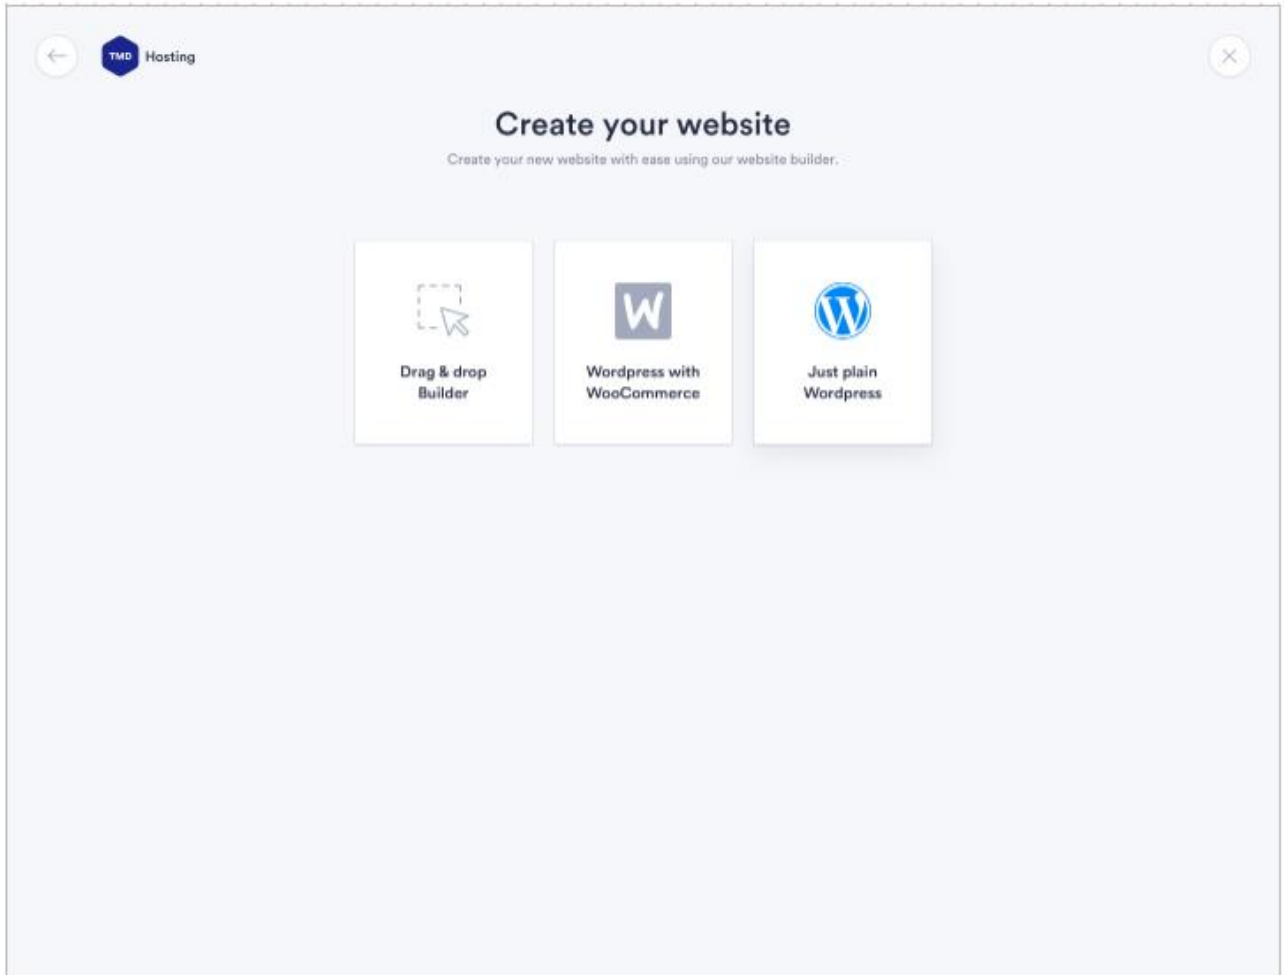 TMD Hosting
Create your website
Create your new website with ease using our website builder.
Drag & drop
Builder
W
Wordpress with
WooCommerce
W
Just plain
Wordpress